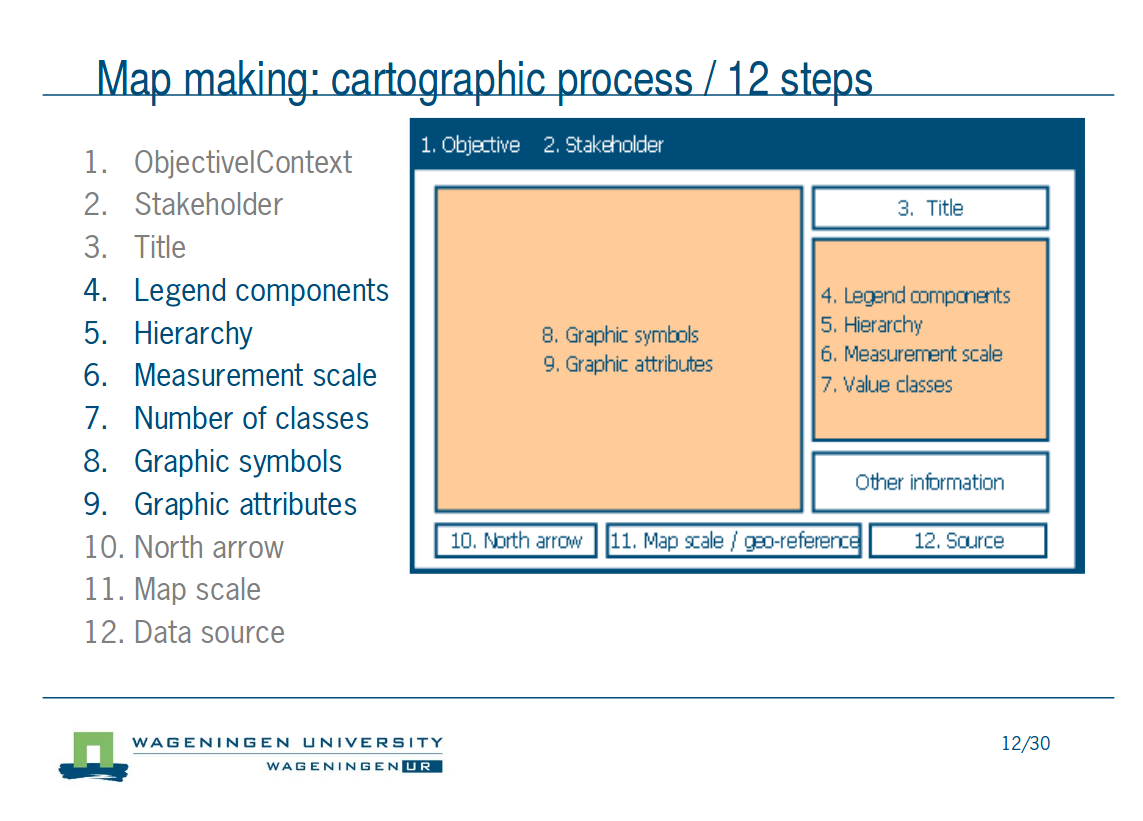 Map making: cartographic process / 12 steps
1. ObjectivelContext
2. Stakeholder
3. Title
4. Legend components
5. Hierarchy
6. Measurement scale
7. Number of classes
8. Graphic symbols
9. Graphic attributes
10. North arrow
11. Map scale
12. Data source
1. Objective 2. Stakeholder
8. Graphic symbols
9. Graphic attributes
3. Title
4. Legend components
5. Hierarchy
6. Measurement scale
7. Value classes
Other information
10. North arrow
11. Map scale / geo-reference
12. Source
WAGENINGEN UNIVERSITY
WAGENINGEN UR
12/30